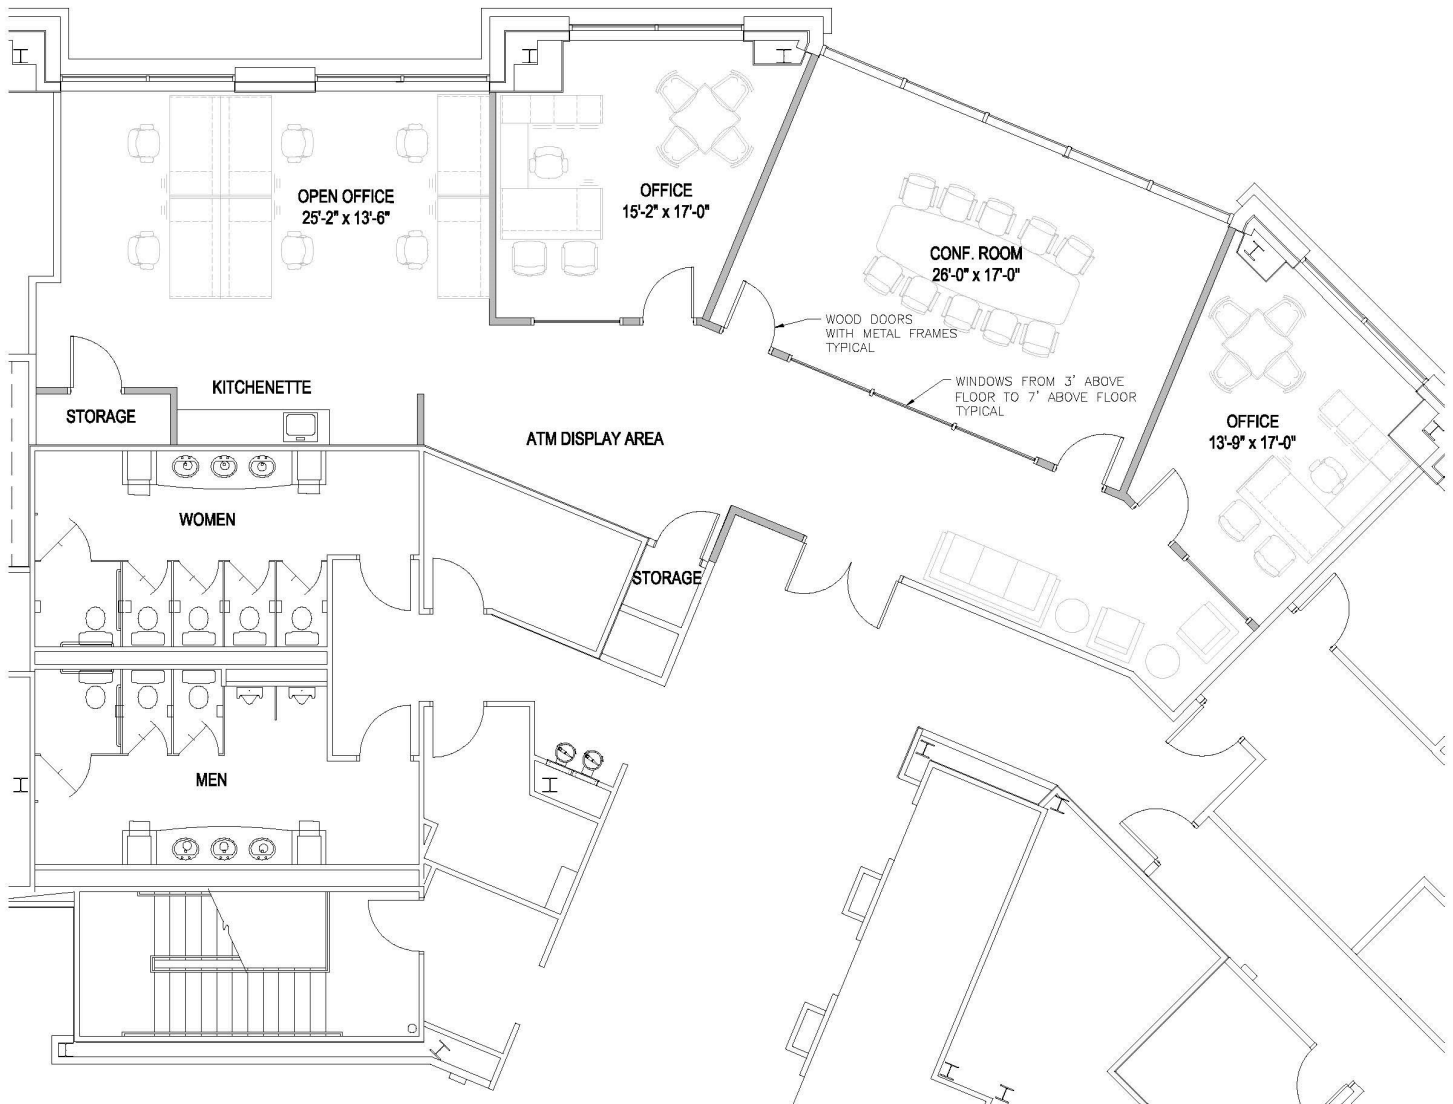 OPEN OFFICE
25'-2" x 13'-6"
OFFICE
15'-2" x 17'-0"
CONF. ROOM
26'-0" x 17'-0"
WOOD DOORS
WITH METAL FRAMES
TYPICAL
WINDOWS FROM 3' ABOVE
FLOOR TO 7' ABOVE FLOOR
TYPICAL
OFFICE
13'-9" x 17'-0"
KITCHENETTE
STORAGE
ATM DISPLAY AREA
WOMEN
STORAGE
MEN